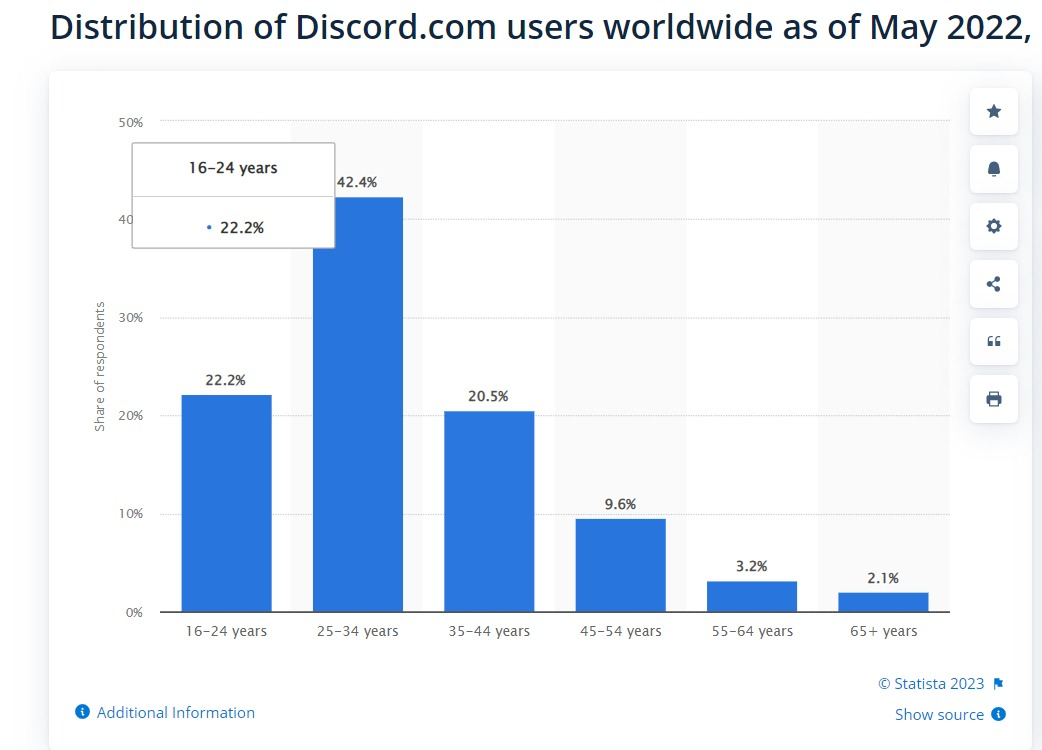 Distribution of Discord.com users worldwide as of May 2022,
50%
16–24 years
42.4%
40
22.2%
30%
Share of respondents
22.2%
20.5%
20%
10%
9.6%
3.2%
2.1%
0%
16–24 years 25–34 years 35–44 years 45–54 years 55–64 years 65+ years
© Statista 2023
Additional Information
Show source